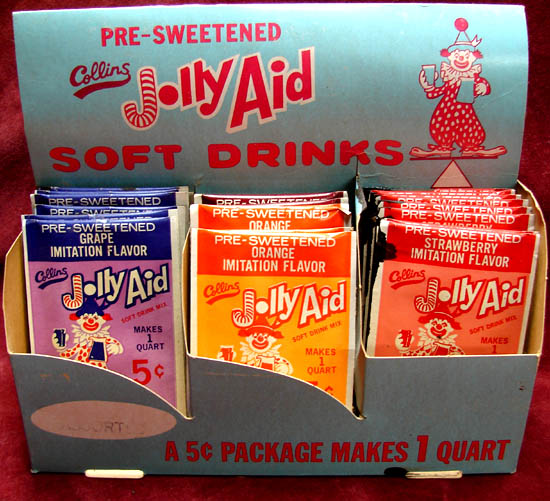 PRE-SWEETENED
Collins
Jolly Aid
SOFT DRINKS
PRE-SWEETENED
PRE-SWEETENED
PRE-SWEETENED
GRAPE
IMITATION FLAVOR
Collins
Jolly Aid
SOFT DRINK MIX
MAKES
1
QUART
5¢
PRE-SWEETENED
PRE-SWEETENED
ORANGE
PRE-SWEETENED
ORANGE
IMITATION FLAVOR
Collins
Jolly Aid
SOFT DRINK MIX
MAKES
1
QUART
PRE-SWEETENED
PRE-SWEETENED
STRAWBERRY
IMITATION FLAVOR
Collins
Jolly Aid
SOFT DRINK MIX
MAKES
1
QUART
A 5¢ PACKAGE MAKES 1 QUART